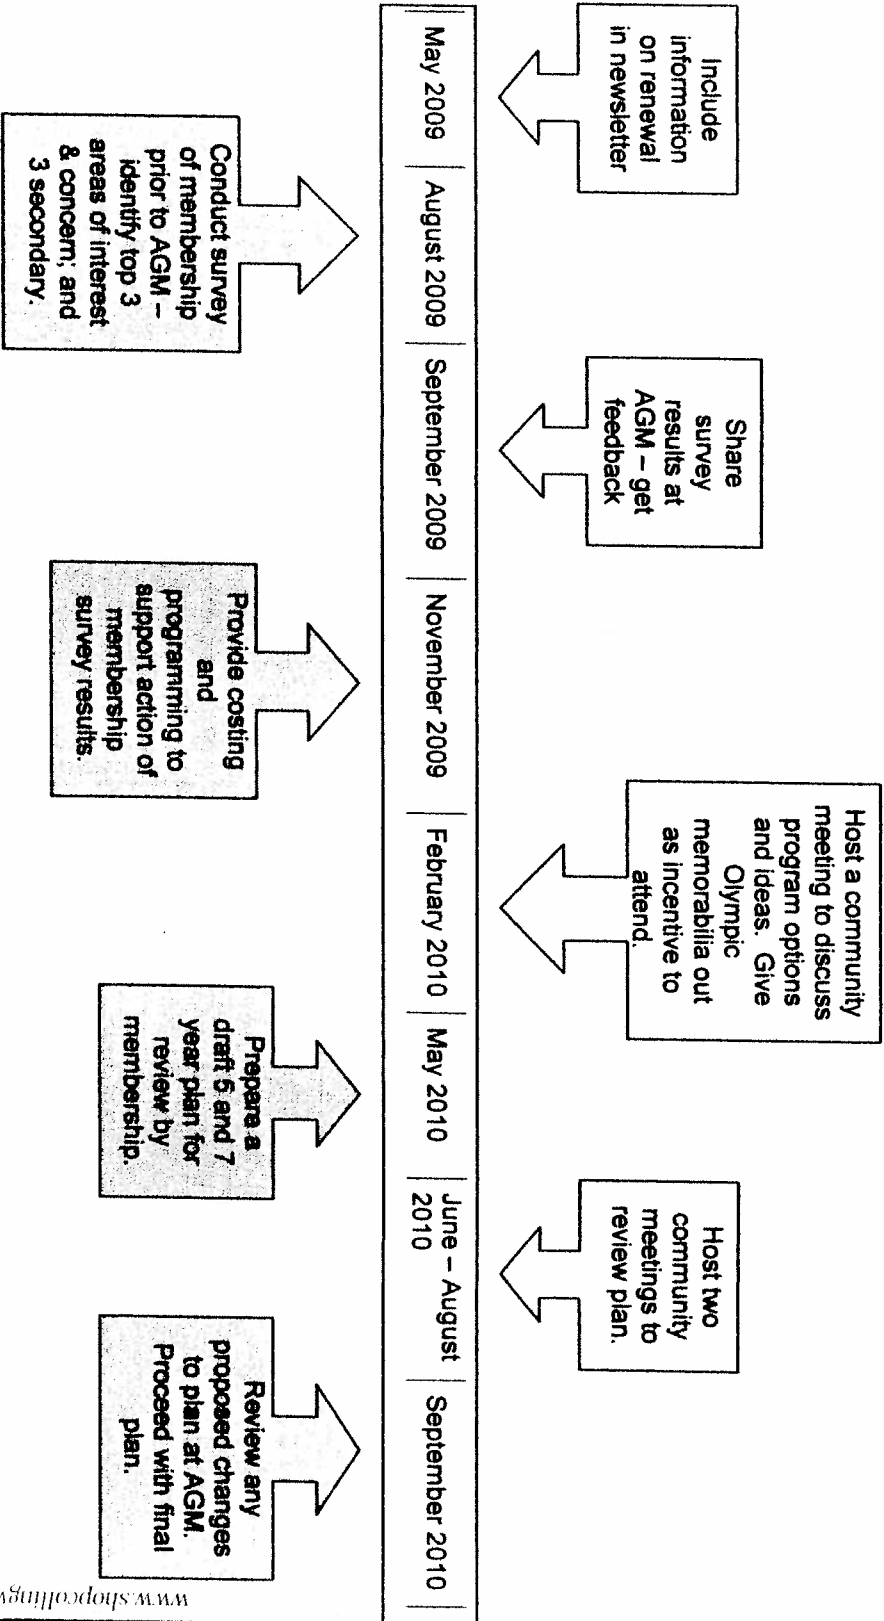 Include
information
on renewal
in newsletter
Share
survey
results at
AGM – get
feedback
Host a community
meeting to discuss
program options
and ideas. Give
Olympic
memorabilia out
as incentive to
attend.
Host two
community
meetings to
review plan.
May 2009
August 2009
September 2009
November 2009
February 2010
May 2010
June – August
2010
September 2010
Conduct survey
of membership
prior to AGM –
identify top 3
areas of interest
& concern; and
3 secondary.
Provide costing
and
programming to
support action of
membership
survey results.
Prepare a
draft 5 and 7
year plan for
review by
membership.
Review any
proposed changes
to plan at AGM.
Proceed with final
plan.